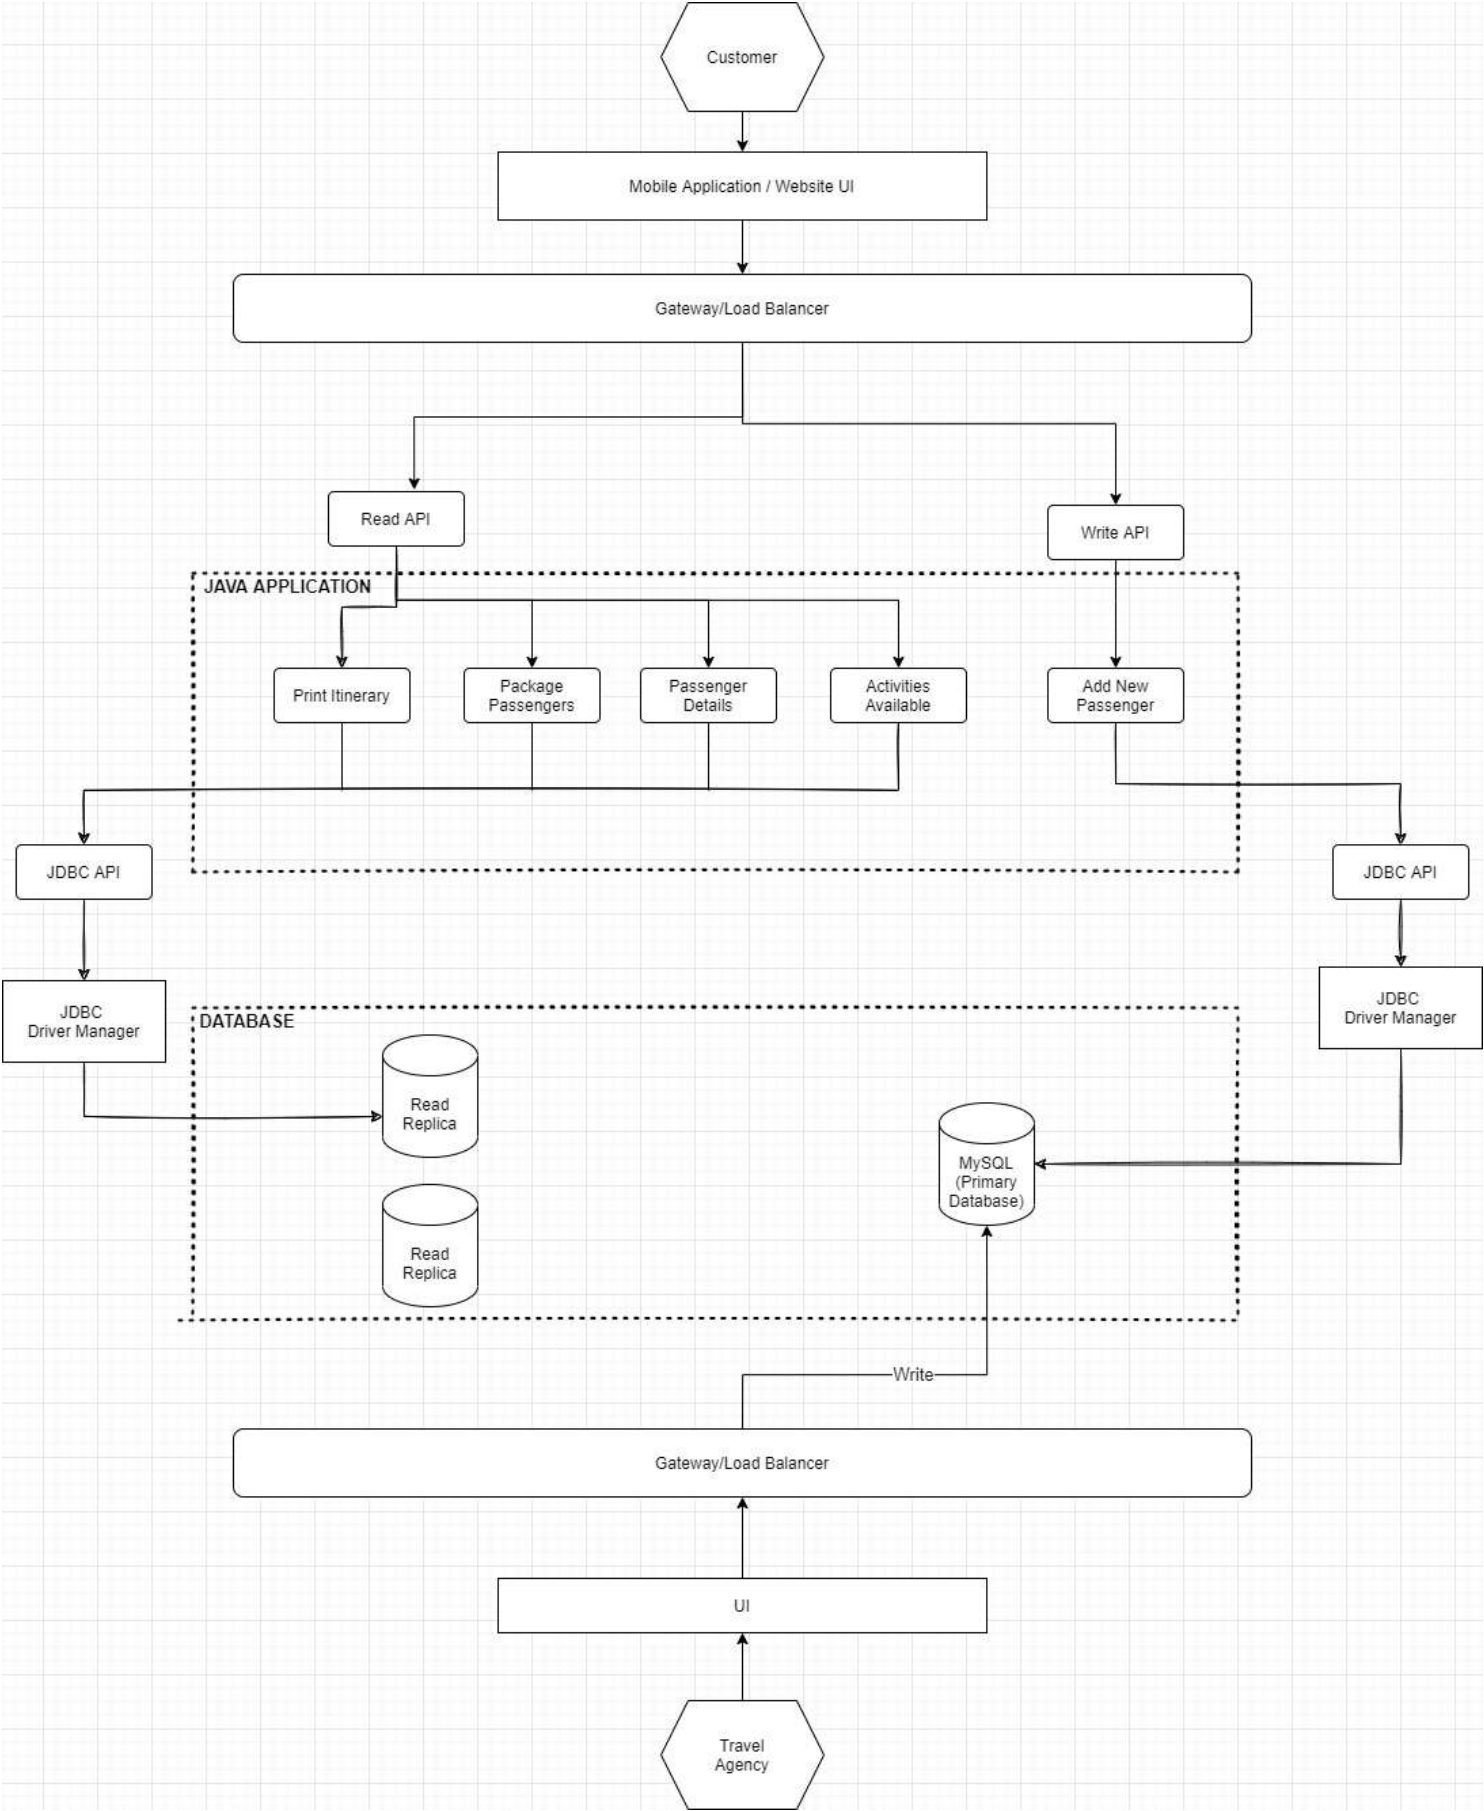 Customer
Mobile Application / Website UI
Gateway/Load Balancer
Read API
Write API
JAVA APPLICATION
Print Itinerary
Package
Passengers
Passenger
Details
Activities
Available
Add New
Passenger
JDBC API
JDBC API
JDBC
Driver Manager
JDBC
Driver Manager
DATABASE
Read
Replica
MySQL
(Primary
Database)
Read
Replica
Write
Gateway/Load Balancer
UI
Travel
Agency